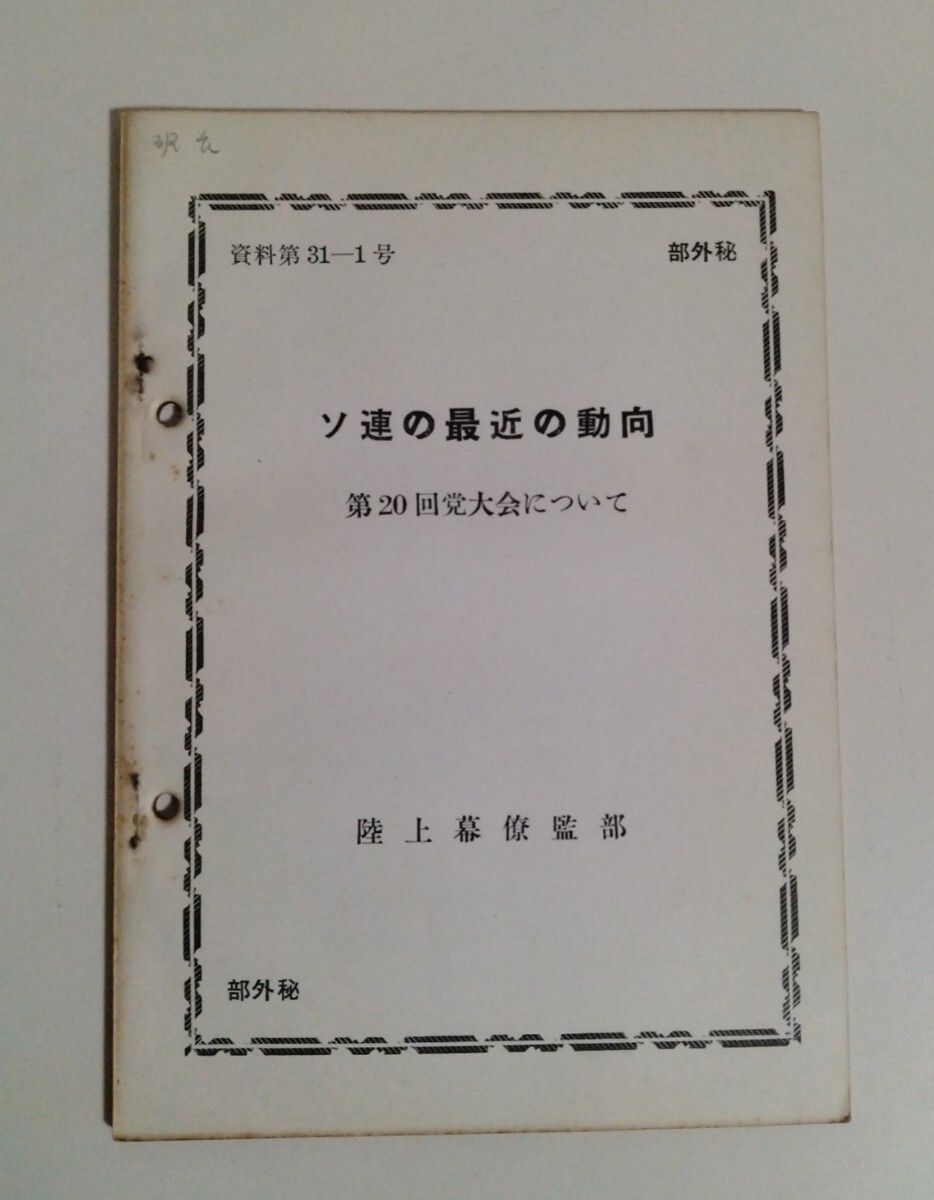 資料第31—1号
部外秘
ソ連の最近の動向
第20回党大会について
陸上幕僚監部
部外秘